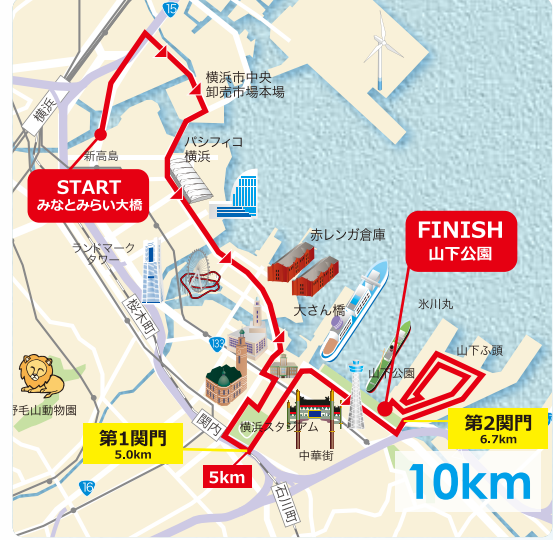 15
横浜
横浜市中央
卸売市場本場
新高島
パシフィコ
横浜
START
みなとみらい大橋
FINISH
山下公園
赤レンガ倉庫
ランドマーク
タワー
大さん橋
氷川丸
桜木町
133
山下ふ頭
山下公園
野毛山動物園
関内
横浜スタジアム
第1関門
5.0km
第2関門
6.7km
中華街
5km
10km
16
石川町